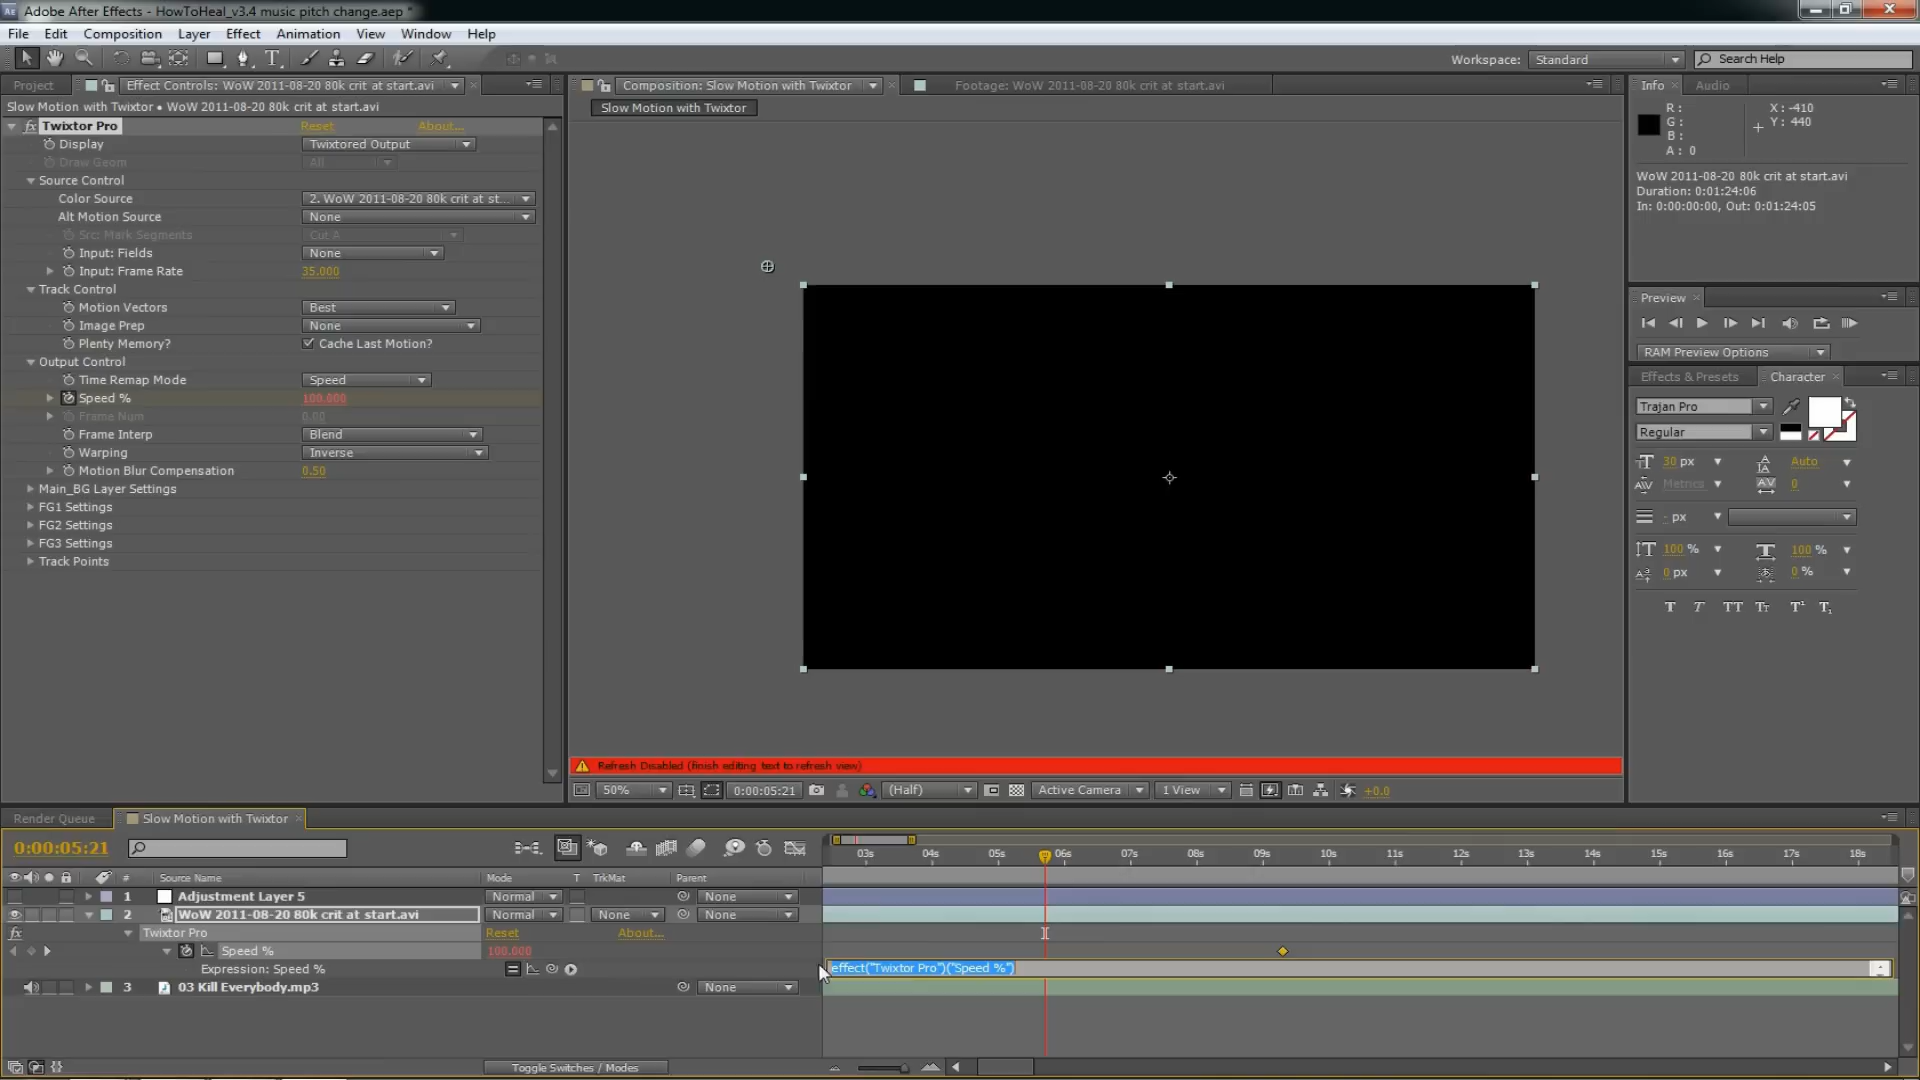 Adobe After Effects - HowToHeal_v3.4 music pitch change.aep *
File Edit Composition Layer Effect Animation View Window Help
Workspace: Standard Search Help
Project Effect Controls: WoW 2011-08-20 80k crit at start.avi
Composition: Slow Motion with Twixtor Footage: WoW 2011-08-20 80k crit at start.avi
Info Audio
Slow Motion with Twixtor • WoW 2011-08-20 80k crit at start.avi
Slow Motion with Twixtor
R: X: -410
G: Y: 440
B:
A: 0
Twixtor Pro Reset About...
Display Twixtored Output
Draw Geom All
Source Control
Color Source 2. WoW 2011-08-20 80k crit at st...
Alt Motion Source None
Src: Mark Segments Cut A
Input: Fields None
Input: Frame Rate 35.000
Track Control
Motion Vectors Best
Image Prep None
Plenty Memory? Cache Last Motion?
Output Control
Time Remap Mode Speed
Speed % 100.000
Frame Num 0.00
Frame Interp Blend
Warping Inverse
Motion Blur Compensation 0.50
Main_BG Layer Settings
FG1 Settings
FG2 Settings
FG3 Settings
Track Points
WoW 2011-08-20 80k crit at start.avi
Duration: 0:01:24:06
In: 0:00:00:00, Out: 0:01:24:05
Preview
RAM Preview Options
Effects & Presets Character
Trajan Pro
Regular
30 px Auto
Metrics 0
- px
100 % 100 %
0 px 0 %
T T TT Tt T¹ T₁
Refresh Disabled (finish editing text to refresh view)
50% 0:00:05:21 (Half) Active Camera 1 View +0.0
Render Queue Slow Motion with Twixtor
0:00:05:21
03s 04s 05s 06s 07s 08s 09s 10s 11s 12s 13s 14s 15s 16s 17s 18s
# Source Name Mode T TrkMat Parent
1 Adjustment Layer 5 Normal None
2 WoW 2011-08-20 80k crit at start.avi Normal None None
Twixtor Pro Reset About...
Speed % 100.000
Expression: Speed % effect("Twixtor Pro")("Speed %")
3 03 Kill Everybody.mp3 None
Toggle Switches / Modes